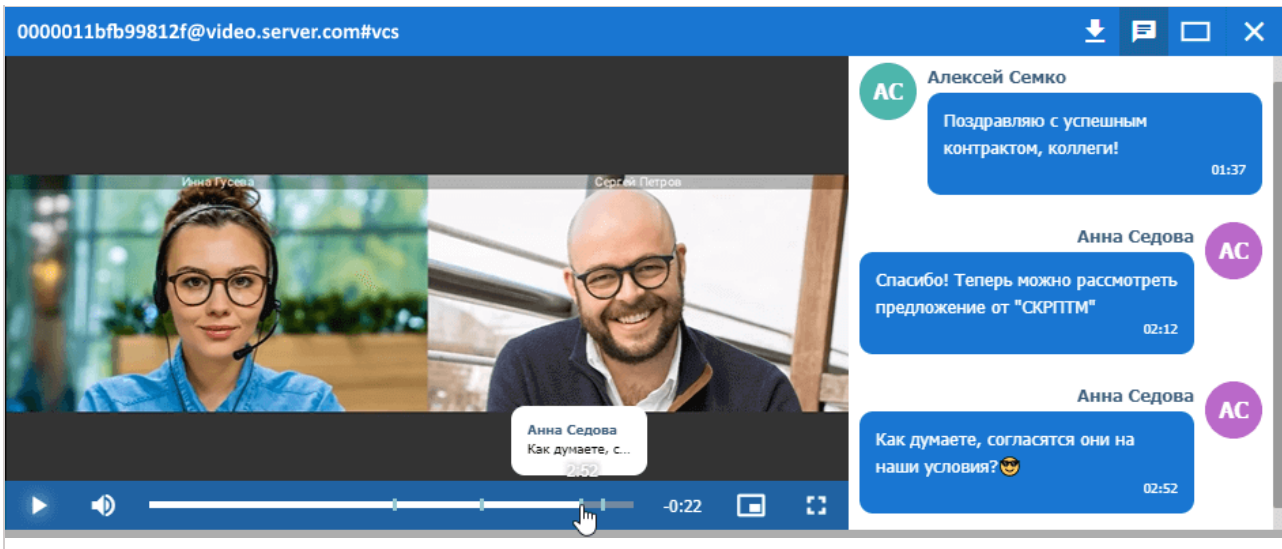 0000011bfb99812f@video.server.com#vcs
Инна Гусева
Сергей Петров
Анна Седова
Как думаете, с...
2:52
-0:22
АС
Алексей Семко
Поздравляю с успешным
контрактом, коллеги!
01:37
Анна Седова
АС
Спасибо! Теперь можно рассмотреть
предложение от "СКРПТМ"
02:12
Анна Седова
АС
Как думаете, согласятся они на
наши условия?😎
02:52